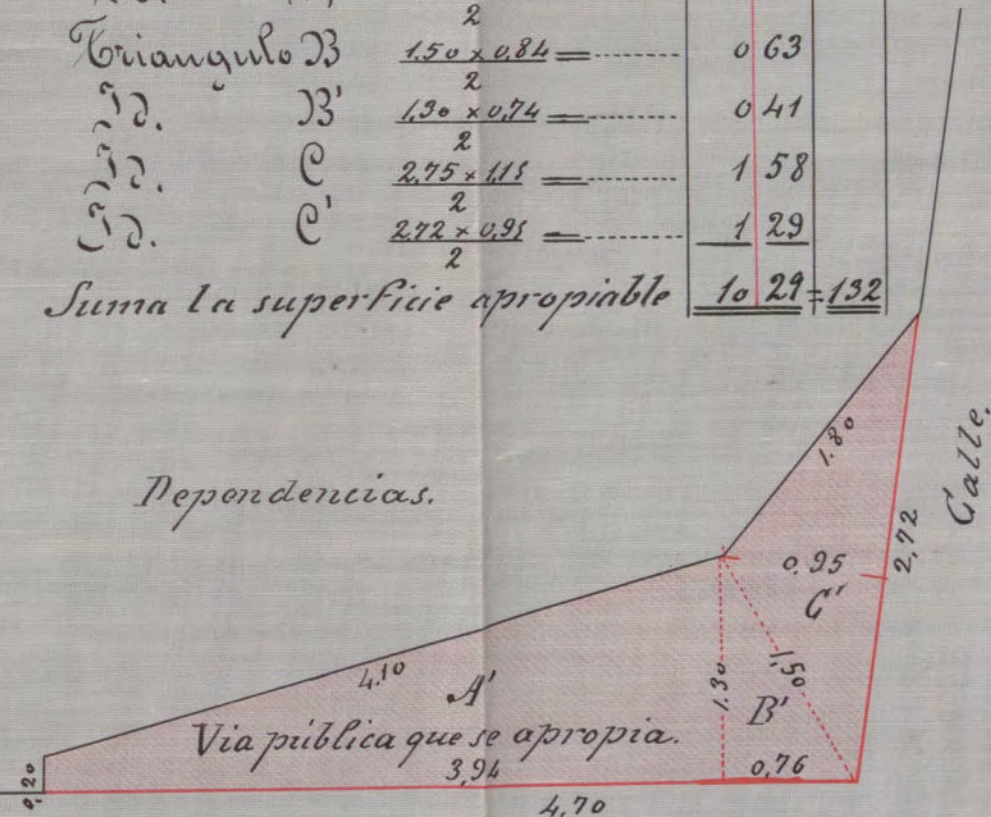 2
Triangulo B 1.50 x 0,84 = 0 63
2
Id. B' 1,30 x 0,74 = 0 41
2
Id. C 2,75 x 1,15 = 1 58
2
Id. C' 2,72 x 0,95 = 1 29
2
Suma la superficie apropiable 10 29 = 132
Dependencias.
Calle.
1.80
2,72
0.95
C'
4.10
A'
1.30
1,50
B'
Via pública que se apropia.
0,20
3,94
0,76
4,70